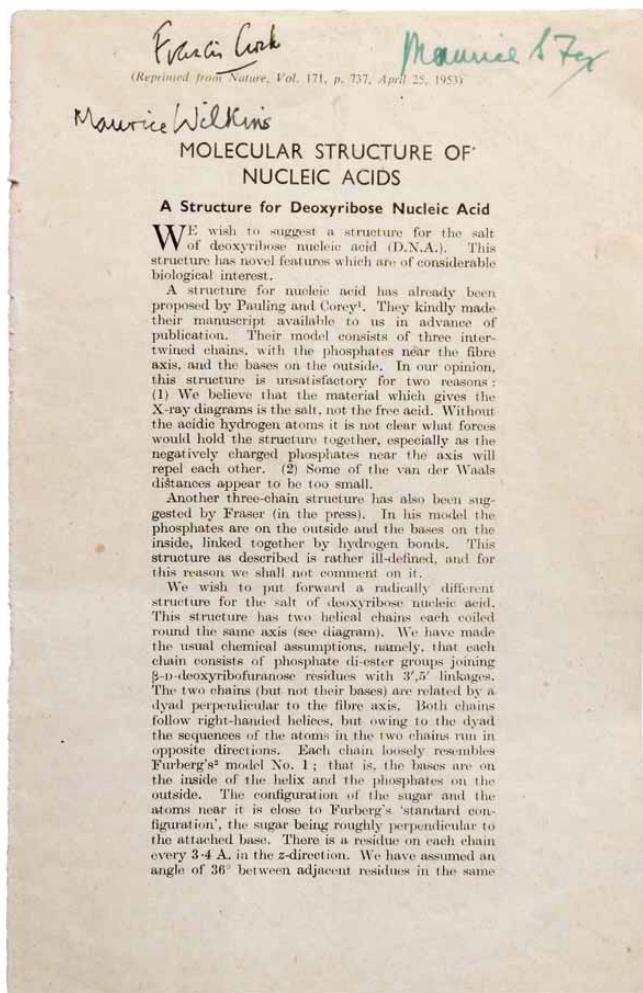 Francis Crick
Maurice S Fox
(Reprinted from Nature, Vol. 171, p. 737, April 25, 1953)
Maurice Wilkins
MOLECULAR STRUCTURE OF
NUCLEIC ACIDS
A Structure for Deoxyribose Nucleic Acid
WE wish to suggest a structure for the salt
of deoxyribose nucleic acid (D.N.A.). This
structure has novel features which are of considerable
biological interest.
A structure for nucleic acid has already been
proposed by Pauling and Corey¹. They kindly made
their manuscript available to us in advance of
publication. Their model consists of three inter-
twined chains, with the phosphates near the fibre
axis, and the bases on the outside. In our opinion,
this structure is unsatisfactory for two reasons :
(1) We believe that the material which gives the
X-ray diagrams is the salt, not the free acid. Without
the acidic hydrogen atoms it is not clear what forces
would hold the structure together, especially as the
negatively charged phosphates near the axis will
repel each other. (2) Some of the van der Waals
distances appear to be too small.
Another three-chain structure has also been sug-
gested by Fraser (in the press). In his model the
phosphates are on the outside and the bases on the
inside, linked together by hydrogen bonds. This
structure as described is rather ill-defined, and for
this reason we shall not comment on it.
We wish to put forward a radically different
structure for the salt of deoxyribose nucleic acid.
This structure has two helical chains each coiled
round the same axis (see diagram). We have made
the usual chemical assumptions, namely, that each
chain consists of phosphate di-ester groups joining
β-D-deoxyribofuranose residues with 3′,5′ linkages.
The two chains (but not their bases) are related by a
dyad perpendicular to the fibre axis. Both chains
follow right-handed helices, but owing to the dyad
the sequences of the atoms in the two chains run in
opposite directions. Each chain loosely resembles
Furberg's² model No. 1 ; that is, the bases are on
the inside of the helix and the phosphates on the
outside. The configuration of the sugar and the
atoms near it is close to Furberg's 'standard con-
figuration', the sugar being roughly perpendicular to
the attached base. There is a residue on each chain
every 3·4 A. in the z-direction. We have assumed an
angle of 36° between adjacent residues in the same